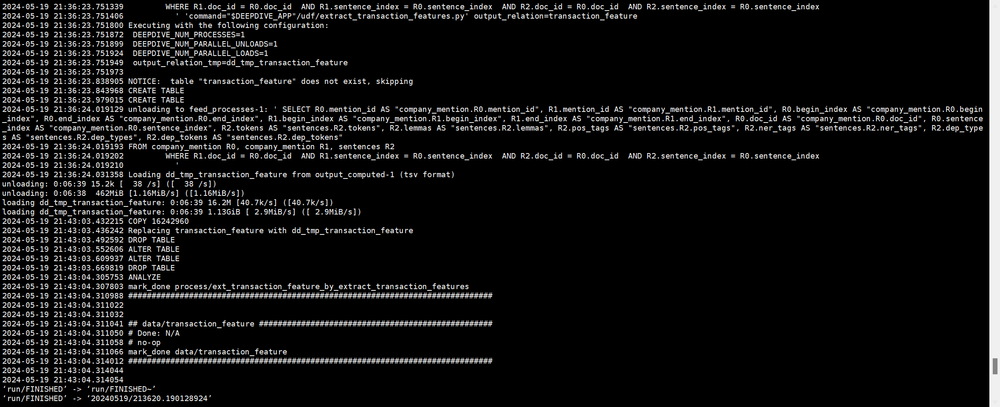 2024-05-19 21:36:23.751339         WHERE R1.doc_id = R0.doc_id  AND R1.sentence_index = R0.sentence_index  AND R2.doc_id = R0.doc_id  AND R2.sentence_index = R0.sentence_index
2024-05-19 21:36:23.751406           ' 'command="$DEEPDIVE_APP"/udf/extract_transaction_features.py' output_relation=transaction_feature
2024-05-19 21:36:23.751800 Executing with the following configuration:
2024-05-19 21:36:23.751872  DEEPDIVE_NUM_PROCESSES=1
2024-05-19 21:36:23.751899  DEEPDIVE_NUM_PARALLEL_UNLOADS=1
2024-05-19 21:36:23.751924  DEEPDIVE_NUM_PARALLEL_LOADS=1
2024-05-19 21:36:23.751949  output_relation_tmp=dd_tmp_transaction_feature
2024-05-19 21:36:23.751973
2024-05-19 21:36:23.838905 NOTICE:  table "transaction_feature" does not exist, skipping
2024-05-19 21:36:23.843968 CREATE TABLE
2024-05-19 21:36:23.979015 CREATE TABLE
2024-05-19 21:36:24.019129 unloading to feed_processes-1: ' SELECT R0.mention_id AS "company_mention.R0.mention_id", R1.mention_id AS "company_mention.R1.mention_id", R0.begin_index AS "company_mention.R0.begin
_index", R0.end_index AS "company_mention.R0.end_index", R1.begin_index AS "company_mention.R1.begin_index", R1.end_index AS "company_mention.R1.end_index", R0.doc_id AS "company_mention.R0.doc_id", R0.sentence
_index AS "company_mention.R0.sentence_index", R2.tokens AS "sentences.R2.tokens", R2.lemmas AS "sentences.R2.lemmas", R2.pos_tags AS "sentences.R2.pos_tags", R2.ner_tags AS "sentences.R2.ner_tags", R2.dep_type
s AS "sentences.R2.dep_types", R2.dep_tokens AS "sentences.R2.dep_tokens"
2024-05-19 21:36:24.019193 FROM company_mention R0, company_mention R1, sentences R2
2024-05-19 21:36:24.019202         WHERE R1.doc_id = R0.doc_id  AND R1.sentence_index = R0.sentence_index  AND R2.doc_id = R0.doc_id  AND R2.sentence_index = R0.sentence_index
2024-05-19 21:36:24.019210           '
2024-05-19 21:36:24.031358 Loading dd_tmp_transaction_feature from output_computed-1 (tsv format)
unloading: 0:06:39 15.2k [  38 /s] ([  38 /s])
unloading: 0:06:38  462MiB [1.16MiB/s] ([1.16MiB/s])
loading dd_tmp_transaction_feature: 0:06:39 16.2M [40.7k/s] ([40.7k/s])
loading dd_tmp_transaction_feature: 0:06:39 1.13GiB [ 2.9MiB/s] ([ 2.9MiB/s])
2024-05-19 21:43:03.432215 COPY 16242960
2024-05-19 21:43:03.436242 Replacing transaction_feature with dd_tmp_transaction_feature
2024-05-19 21:43:03.492592 DROP TABLE
2024-05-19 21:43:03.552606 ALTER TABLE
2024-05-19 21:43:03.609937 ALTER TABLE
2024-05-19 21:43:03.669819 DROP TABLE
2024-05-19 21:43:04.305753 ANALYZE
2024-05-19 21:43:04.307803 mark_done process/ext_transaction_feature_by_extract_transaction_features
2024-05-19 21:43:04.310988 ##############################################################################
2024-05-19 21:43:04.311022
2024-05-19 21:43:04.311032
2024-05-19 21:43:04.311041 ## data/transaction_feature ##################################################
2024-05-19 21:43:04.311050 # Done: N/A
2024-05-19 21:43:04.311058 # no-op
2024-05-19 21:43:04.311066 mark_done data/transaction_feature
2024-05-19 21:43:04.314012 ##############################################################################
2024-05-19 21:43:04.314044
2024-05-19 21:43:04.314054
‘run/FINISHED’ -> ‘run/FINISHED~’
‘run/FINISHED’ -> ‘20240519/213620.190128924’